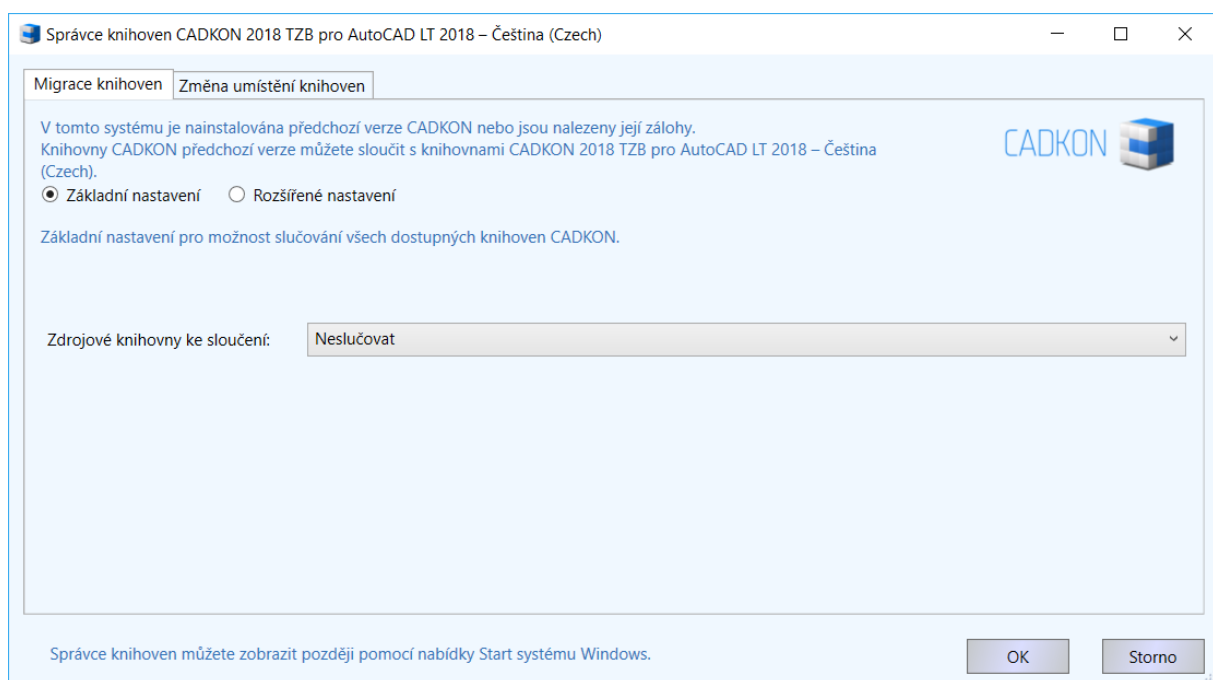 Správce knihoven CADKON 2018 TZB pro AutoCAD LT 2018 – Čeština (Czech)
Migrace knihoven
Změna umístění knihoven
V tomto systému je nainstalována předchozí verze CADKON nebo jsou nalezeny její zálohy.
Knihovny CADKON předchozí verze můžete sloučit s knihovnami CADKON 2018 TZB pro AutoCAD LT 2018 – Čeština
(Czech).
CADKON
Základní nastavení
Rozšířené nastavení
Základní nastavení pro možnost slučování všech dostupných knihoven CADKON.
Zdrojové knihovny ke sloučení:
Neslučovat
Správce knihoven můžete zobrazit později pomocí nabídky Start systému Windows.
OK
Storno